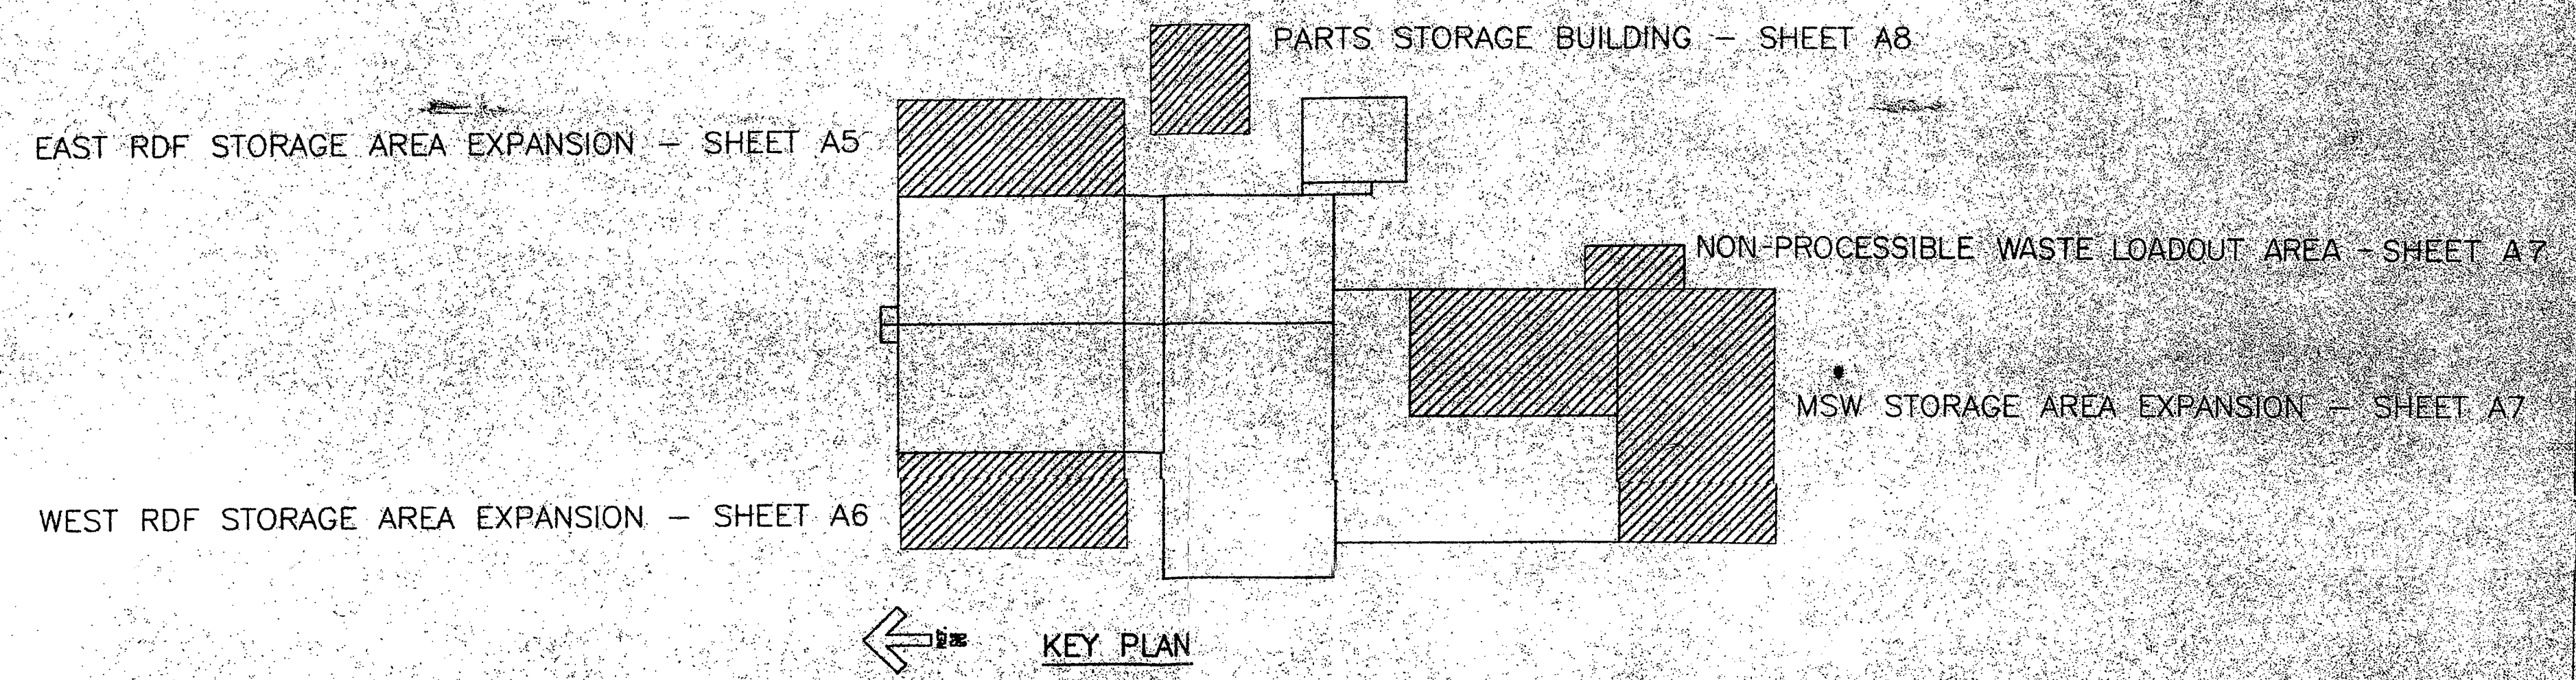 PARTS STORAGE BUILDING — SHEET A8
EAST RDF STORAGE AREA EXPANSION — SHEET A5
NON-PROCESSIBLE WASTE LOADOUT AREA - SHEET A7
MSW STORAGE AREA EXPANSION — SHEET A7
WEST RDF STORAGE AREA EXPANSION — SHEET A6
KEY PLAN